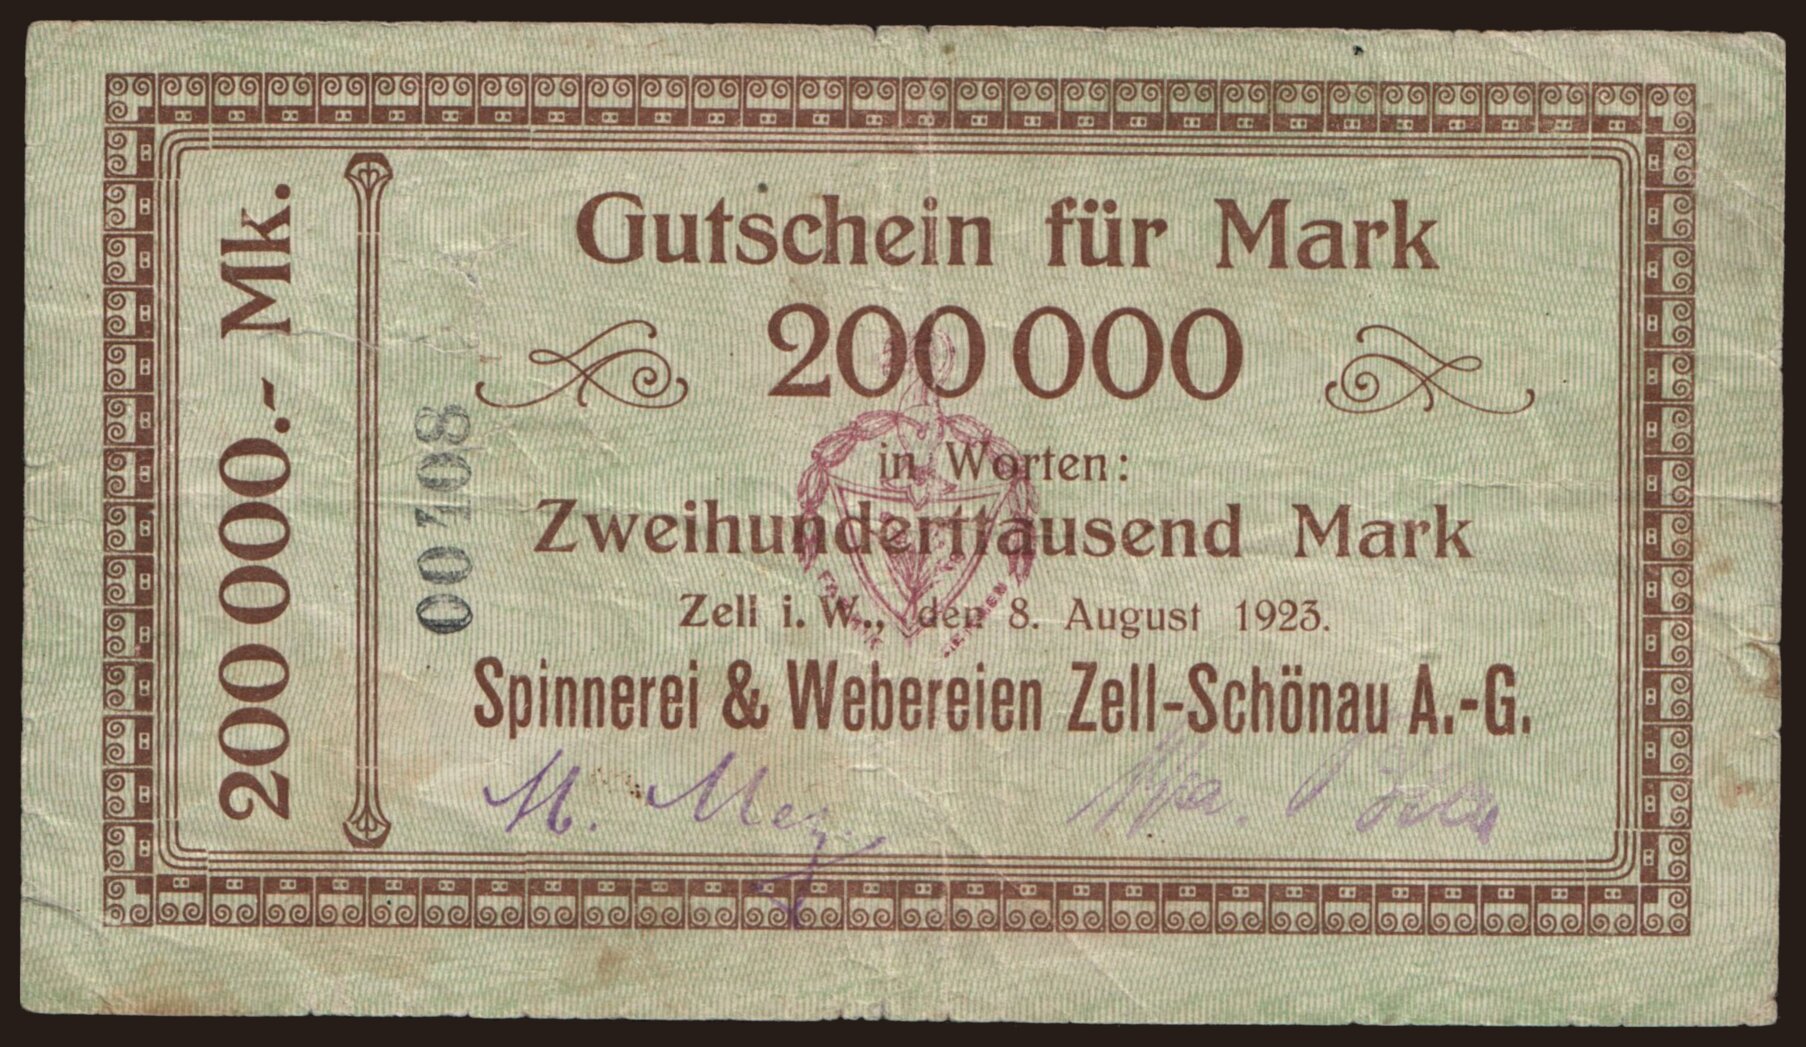 200 000.- Mk.
00408
Gutschein für Mark
200 000
in Worten:
Zweihunderttausend Mark
Zell i. W., den 8. August 1923.
Spinnerei & Webereien Zell-Schönau A.-G.